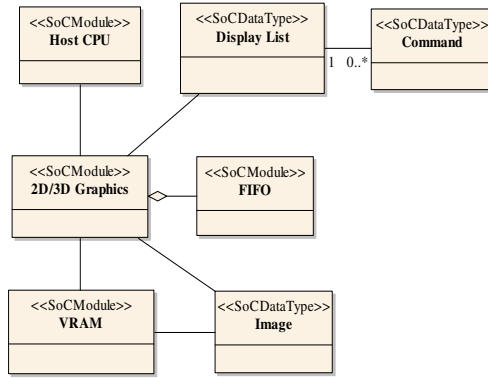 <<SoCModule>>
Host CPU
<<SoCDataType>>
Display List
1 0..*
<<SoCDataType>>
Command
<<SoCModule>>
2D/3D Graphics
<<SoCModule>>
FIFO
<<SoCModule>>
VRAM
<<SoCDataType>>
Image